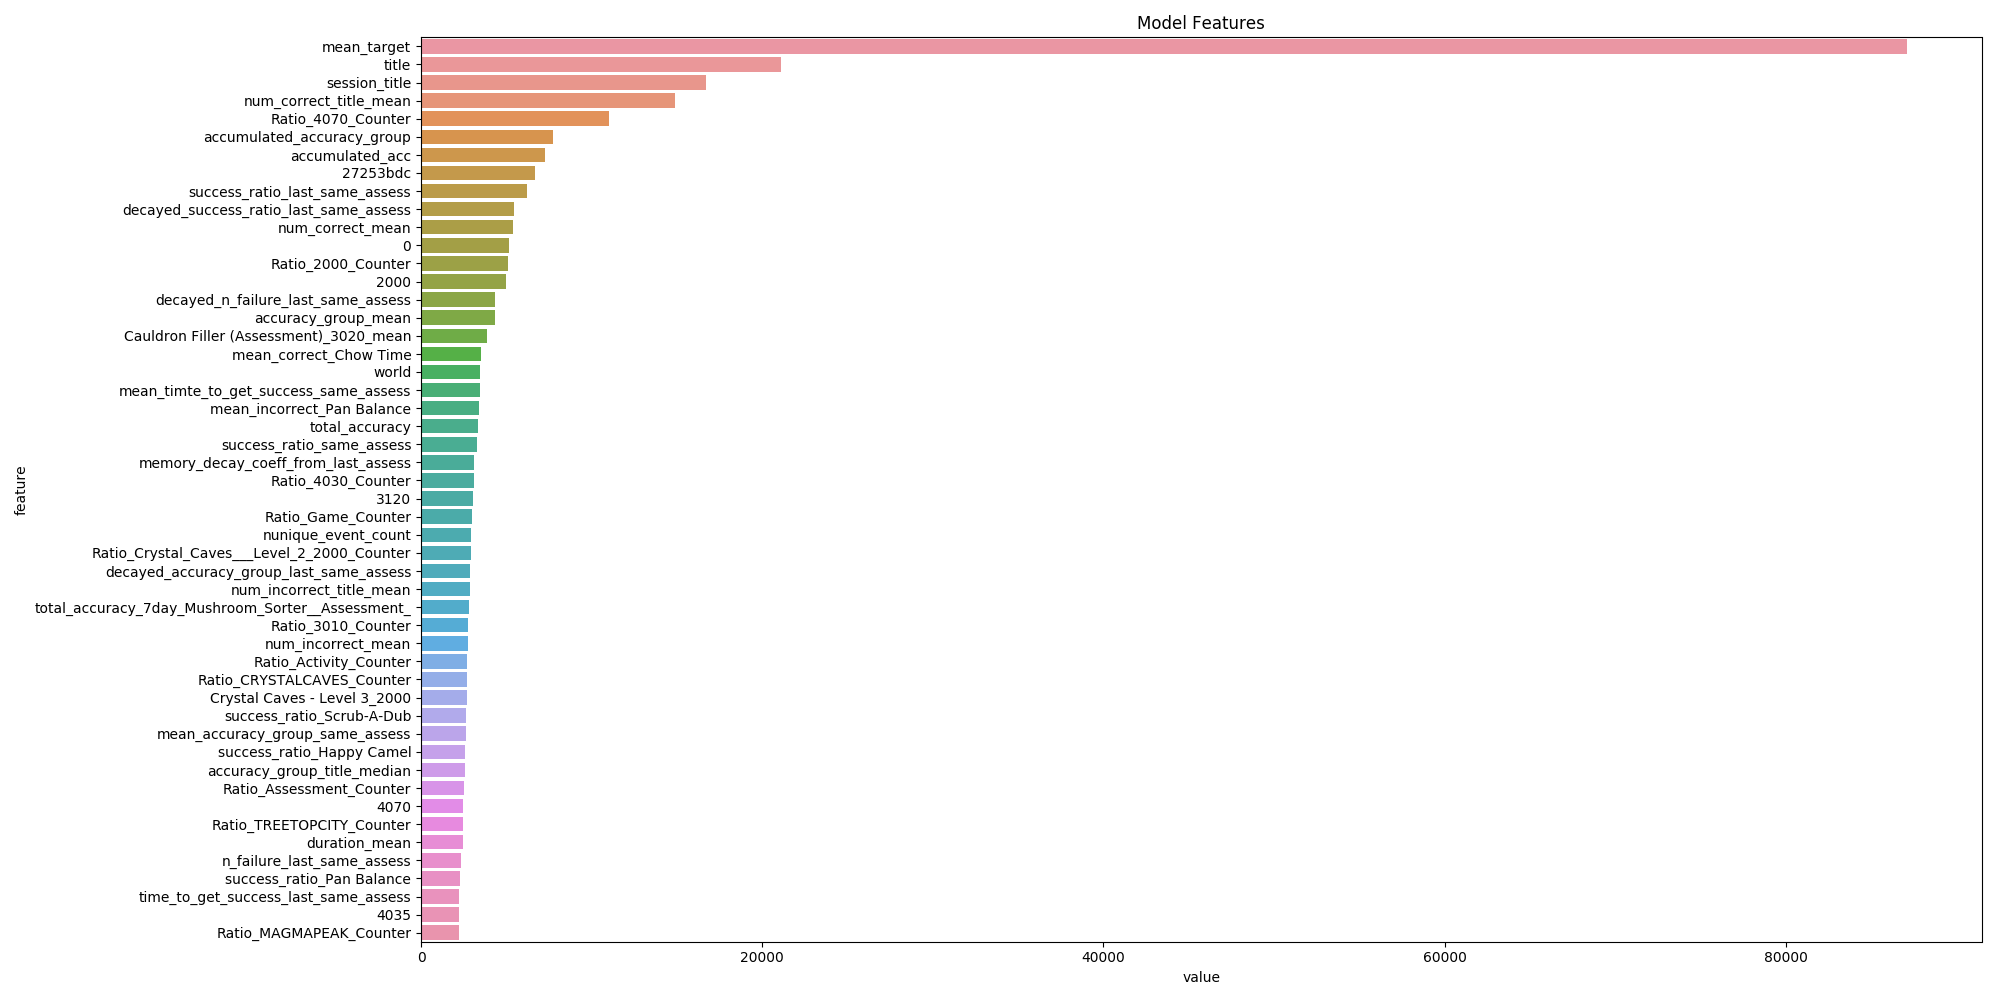 Model Features
mean_target
title
session_title
num_correct_title_mean
Ratio_4070_Counter
accumulated_accuracy_group
accumulated_acc
27253bdc
success_ratio_last_same_assess
decayed_success_ratio_last_same_assess
num_correct_mean
0
Ratio_2000_Counter
2000
decayed_n_failure_last_same_assess
accuracy_group_mean
Cauldron Filler (Assessment)_3020_mean
mean_correct_Chow Time
world
mean_timte_to_get_success_same_assess
mean_incorrect_Pan Balance
total_accuracy
success_ratio_same_assess
memory_decay_coeff_from_last_assess
Ratio_4030_Counter
3120
Ratio_Game_Counter
nunique_event_count
Ratio_Crystal_Caves___Level_2_2000_Counter
decayed_accuracy_group_last_same_assess
num_incorrect_title_mean
total_accuracy_7day_Mushroom_Sorter__Assessment_
Ratio_3010_Counter
num_incorrect_mean
Ratio_Activity_Counter
Ratio_CRYSTALCAVES_Counter
Crystal Caves - Level 3_2000
success_ratio_Scrub-A-Dub
mean_accuracy_group_same_assess
success_ratio_Happy Camel
accuracy_group_title_median
Ratio_Assessment_Counter
4070
Ratio_TREETOPCITY_Counter
duration_mean
n_failure_last_same_assess
success_ratio_Pan Balance
time_to_get_success_last_same_assess
4035
Ratio_MAGMAPEAK_Counter
feature
0 20000 40000 60000 80000
value